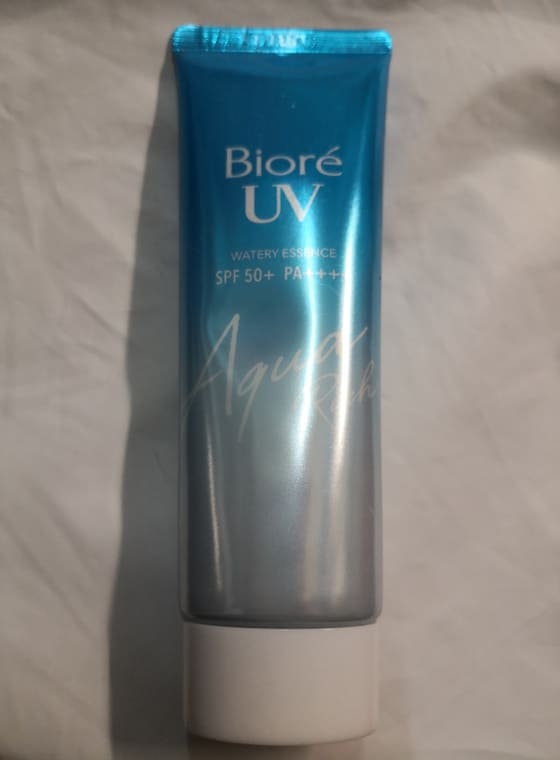 Bioré
UV
WATERY ESSENCE
SPF 50+ PA++++
Aqua
Rich